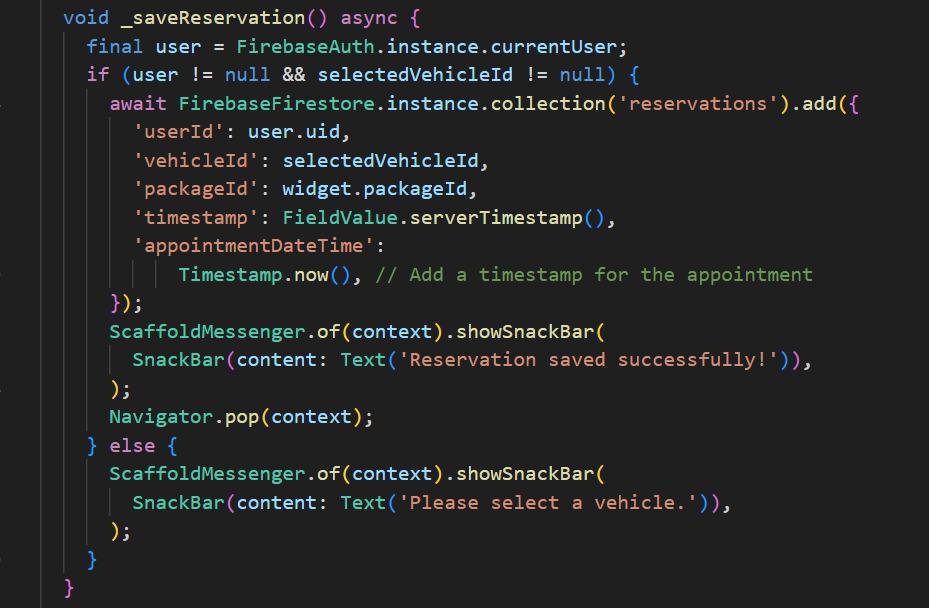 void _saveReservation() async {
final user = FirebaseAuth.instance.currentUser;
if (user != null && selectedVehicleId != null) {
await FirebaseFirestore.instance.collection('reservations').add({
'userId': user.uid,
'vehicleId': selectedVehicleId,
'packageId': widget.packageId,
'timestamp': FieldValue.serverTimestamp(),
'appointmentDateTime':
Timestamp.now(), // Add a timestamp for the appointment
});
ScaffoldMessenger.of(context).showSnackBar(
SnackBar(content: Text('Reservation saved successfully!')),
);
Navigator.pop(context);
} else {
ScaffoldMessenger.of(context).showSnackBar(
SnackBar(content: Text('Please select a vehicle.')),
);
}
}